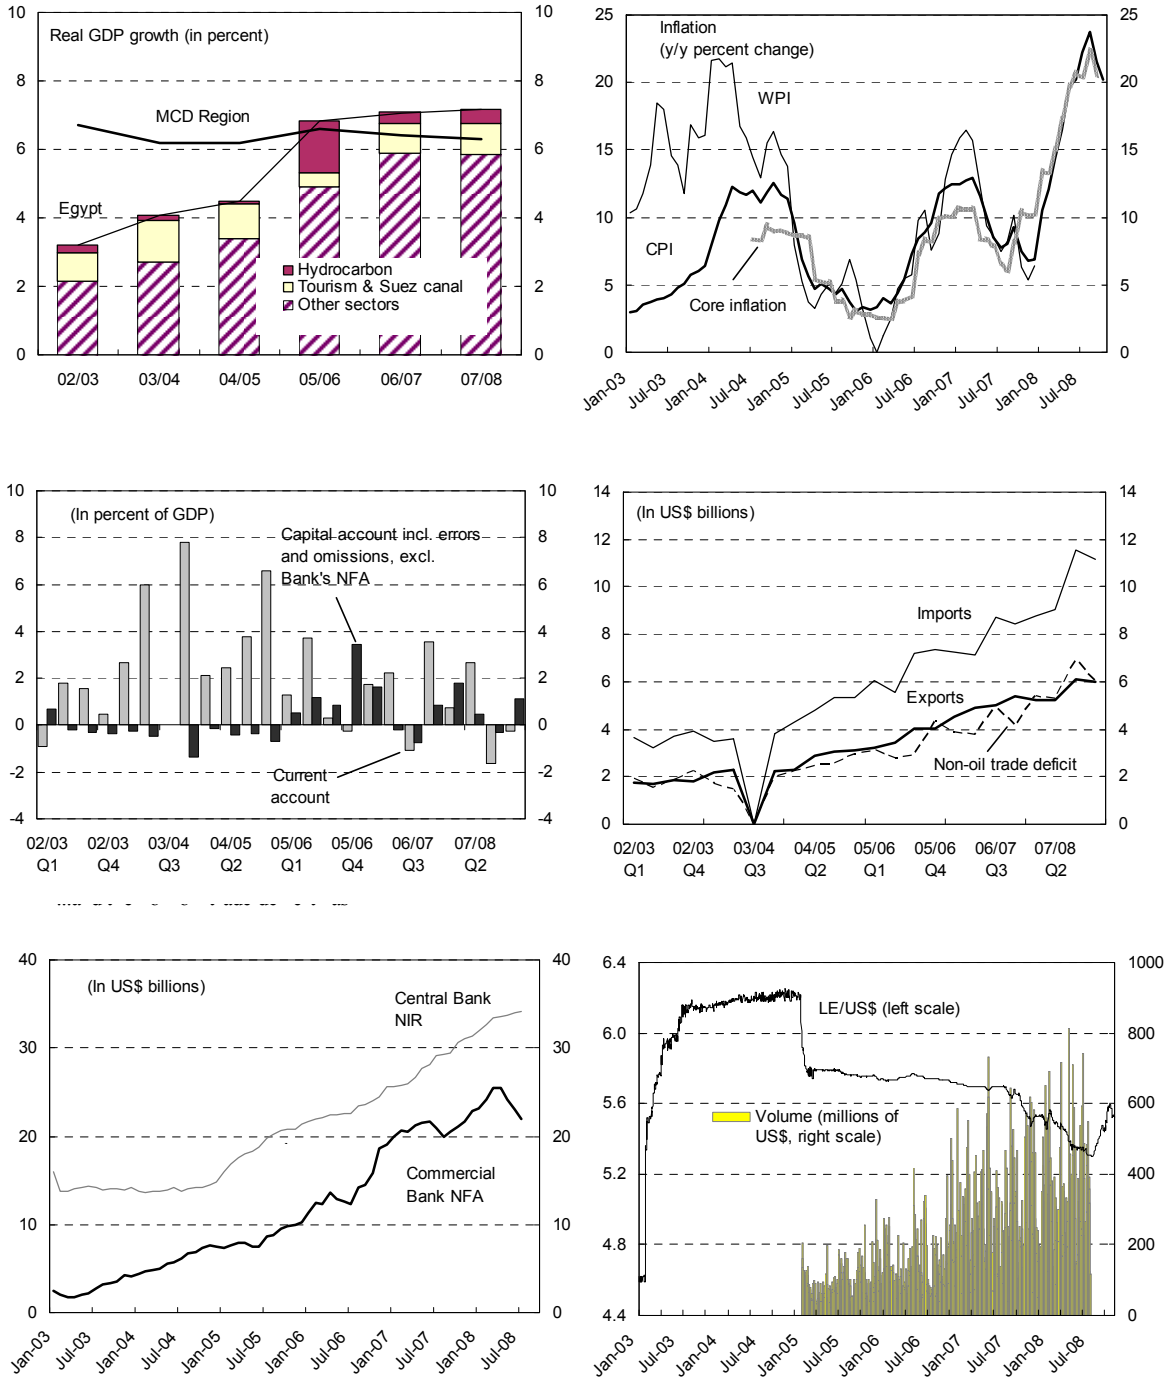 Real GDP growth (in percent)
10
8
6
4
2
0
10
8
6
4
2
0
MCD Region
Egypt
Hydrocarbon
Tourism & Suez canal
Other sectors
02/03
03/04
04/05
05/06
06/07
07/08
Inflation
(y/y percent change)
25
20
15
10
5
0
25
20
15
10
5
0
WPI
CPI
Core inflation
Jan-03
Jul-03
Jan-04
Jul-04
Jan-05
Jul-05
Jan-06
Jul-06
Jan-07
Jul-07
Jan-08
Jul-08
(In percent of GDP)
10
8
6
4
2
0
-2
-4
10
8
6
4
2
0
-2
-4
Capital account incl. errors
and omissions, excl.
Bank's NFA
Current
account
02/03 02/03 03/04 04/05 05/06 05/06 06/07 07/08
Q1 Q4 Q3 Q2 Q1 Q4 Q3 Q2
(In US$ billions)
14
12
10
8
6
4
2
0
14
12
10
8
6
4
2
0
Imports
Exports
Non-oil trade deficit
02/03 02/03 03/04 04/05 05/06 05/06 06/07 07/08
Q1 Q4 Q3 Q2 Q1 Q4 Q3 Q2
(In US$ billions)
40
30
20
10
0
40
30
20
10
0
Central Bank
NIR
Commercial
Bank NFA
Jan-03
Jul-03
Jan-04
Jul-04
Jan-05
Jul-05
Jan-06
Jul-06
Jan-07
Jul-07
Jan-08
Jul-08
6.4
6.0
5.6
5.2
4.8
4.4
1000
800
600
400
200
0
LE/US$ (left scale)
Volume (millions of
US$, right scale)
Jan-03
Jul-03
Jan-04
Jul-04
Jan-05
Jul-05
Jan-06
Jul-06
Jan-07
Jul-07
Jan-08
Jul-08